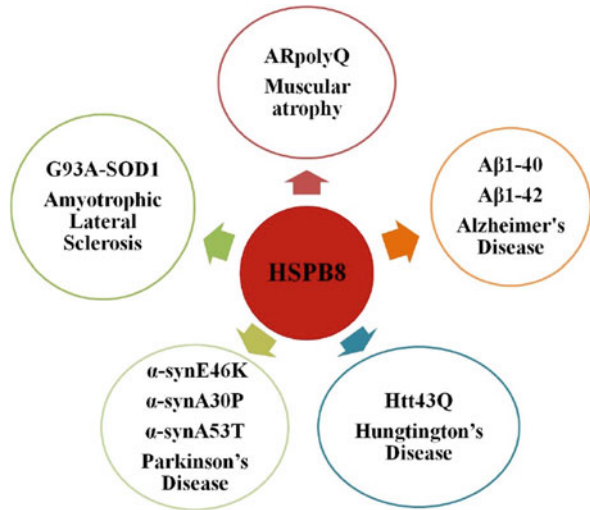 ARpolyQ
Muscular
atrophy
G93A-SOD1
Amyotrophic
Lateral
Sclerosis
Aβ1-40
Aβ1-42
Alzheimer's
Disease
HSPB8
α-synE46K
α-synA30P
α-synA53T
Parkinson's
Disease
Htt43Q
Hungtington's
Disease